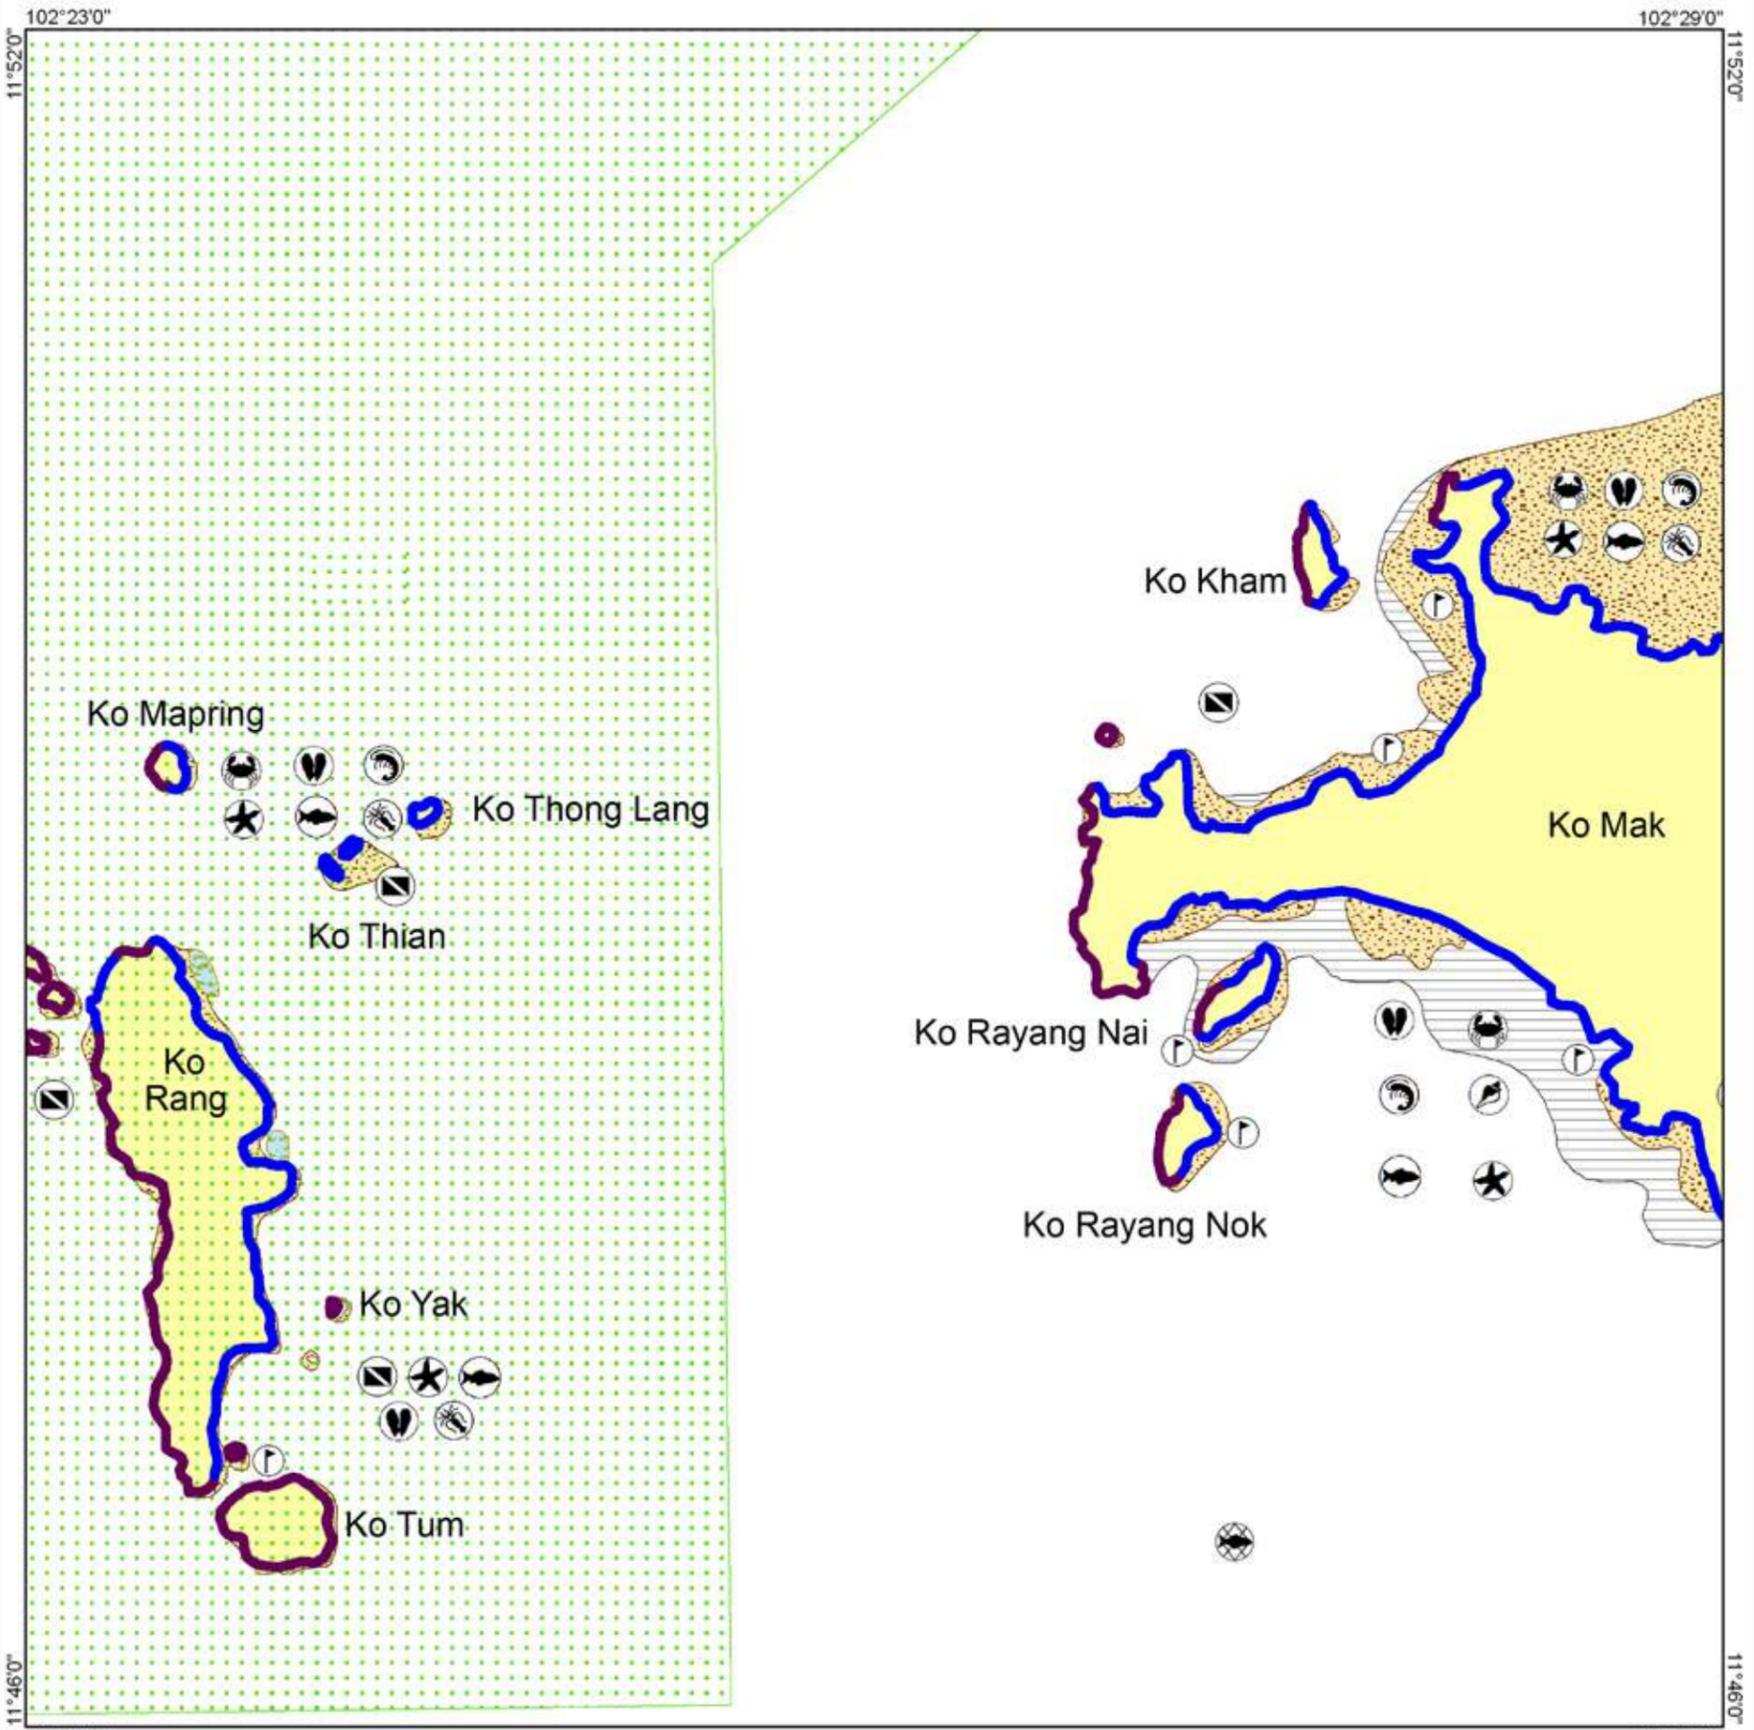 102°23'0"
102°29'0"
11°52'0"
11°52'0"
Ko Kham
Ko Mapring
Ko Thong Lang
Ko Mak
Ko Thian
Ko Rayang Nai
Ko
Rang
Ko Rayang Nok
Ko Yak
Ko Tum
11°46'0"
11°46'0"